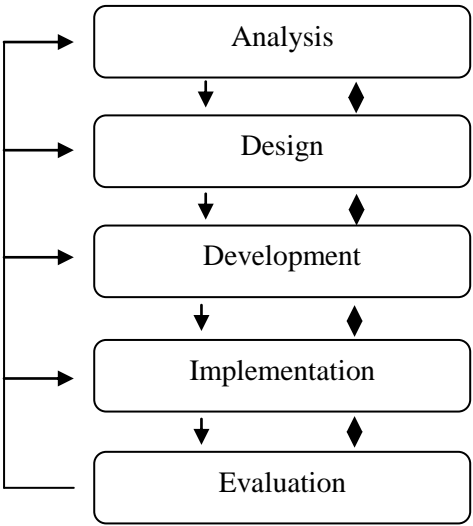 Analysis
Design
Development
Implementation
Evaluation